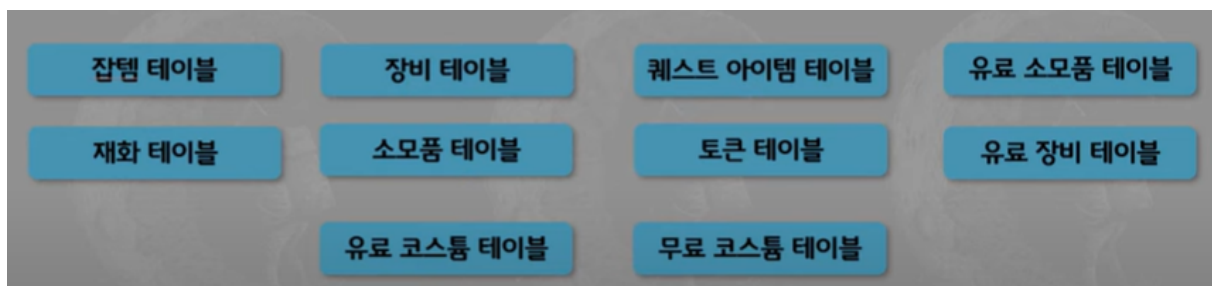 잡템 테이블
장비 테이블
퀘스트 아이템 테이블
유료 소모품 테이블
재화 테이블
소모품 테이블
토큰 테이블
유료 장비 테이블
유료 코스튬 테이블
무료 코스튬 테이블